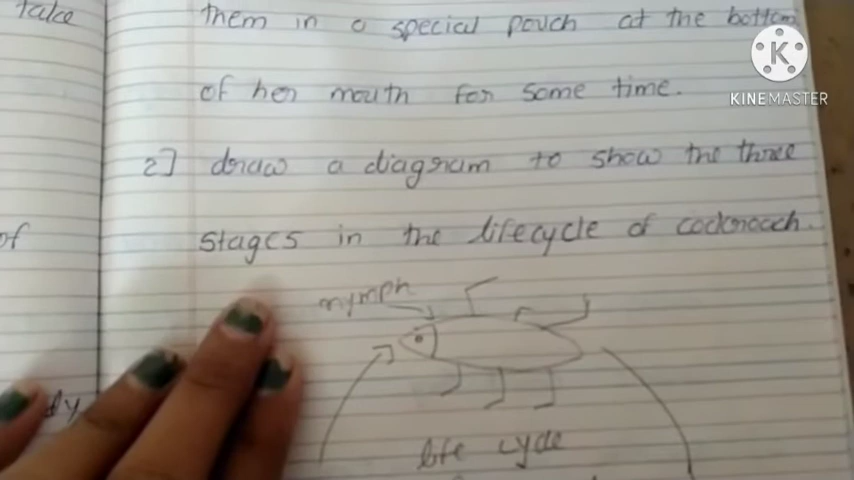 take
them in a special pouch at the bottom
of her mouth for some time.
2] draw a diagram to show the three
of
stages in the lifecycle of cockroach.
nymph
life cycle
KINEMASTER